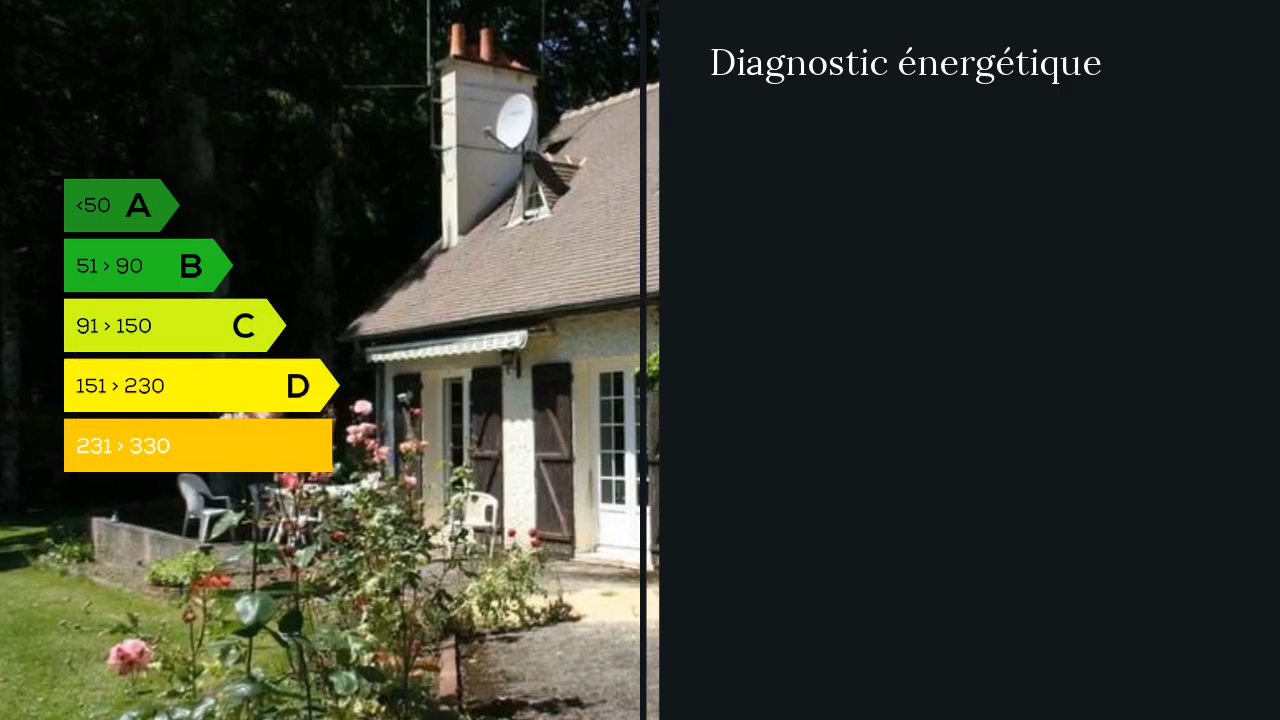 Diagnostic énergétique
<50 A
51 > 90 B
91 > 150 C
151 > 230 D
231 > 330